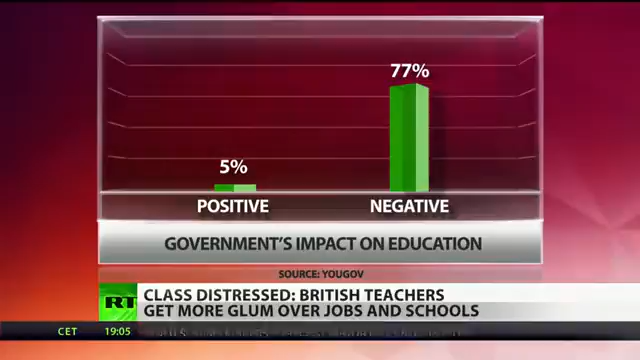 77%
5%
POSITIVE
NEGATIVE
GOVERNMENT'S IMPACT ON EDUCATION
SOURCE: YOUGOV
RT
CLASS DISTRESSED: BRITISH TEACHERS
GET MORE GLUM OVER JOBS AND SCHOOLS
CET 19:05